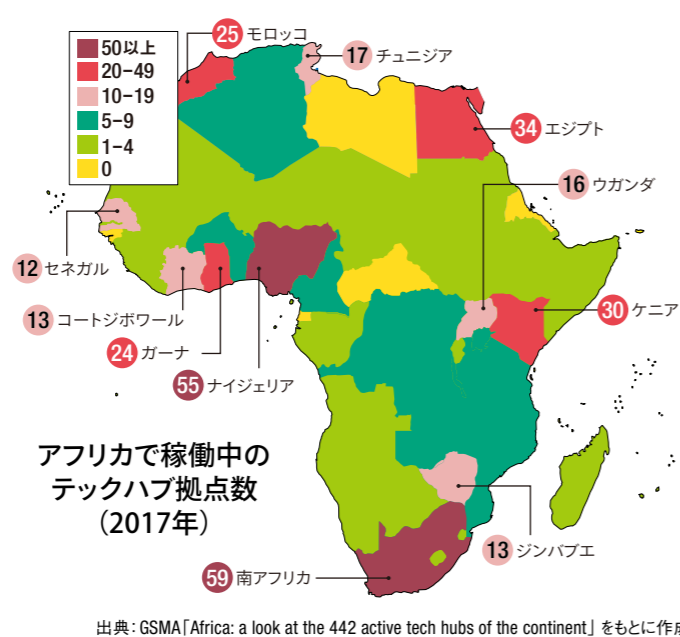 50以上
20-49
10-19
5-9
1-4
0
25 モロッコ
17 チュニジア
34 エジプト
16 ウガンダ
12 セネガル
13 コートジボワール
30 ケニア
24 ガーナ
55 ナイジェリア
アフリカで稼働中の
テックハブ拠点数
（2017年）
13 ジンバブエ
59 南アフリカ
出典：GSMA「Africa: a look at the 442 active tech hubs of the continent」をもとに作成